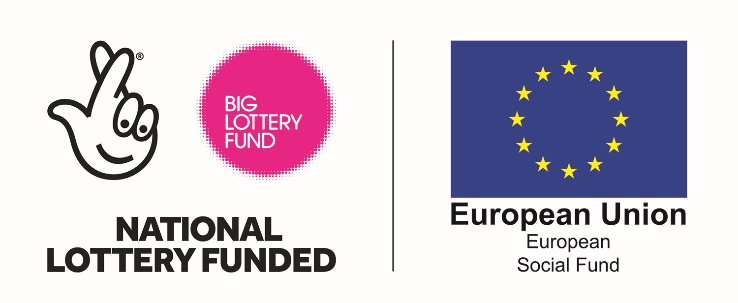 ®
BIG
LOTTERY
FUND
NATIONAL
LOTTERY FUNDED
European Union
European
Social Fund